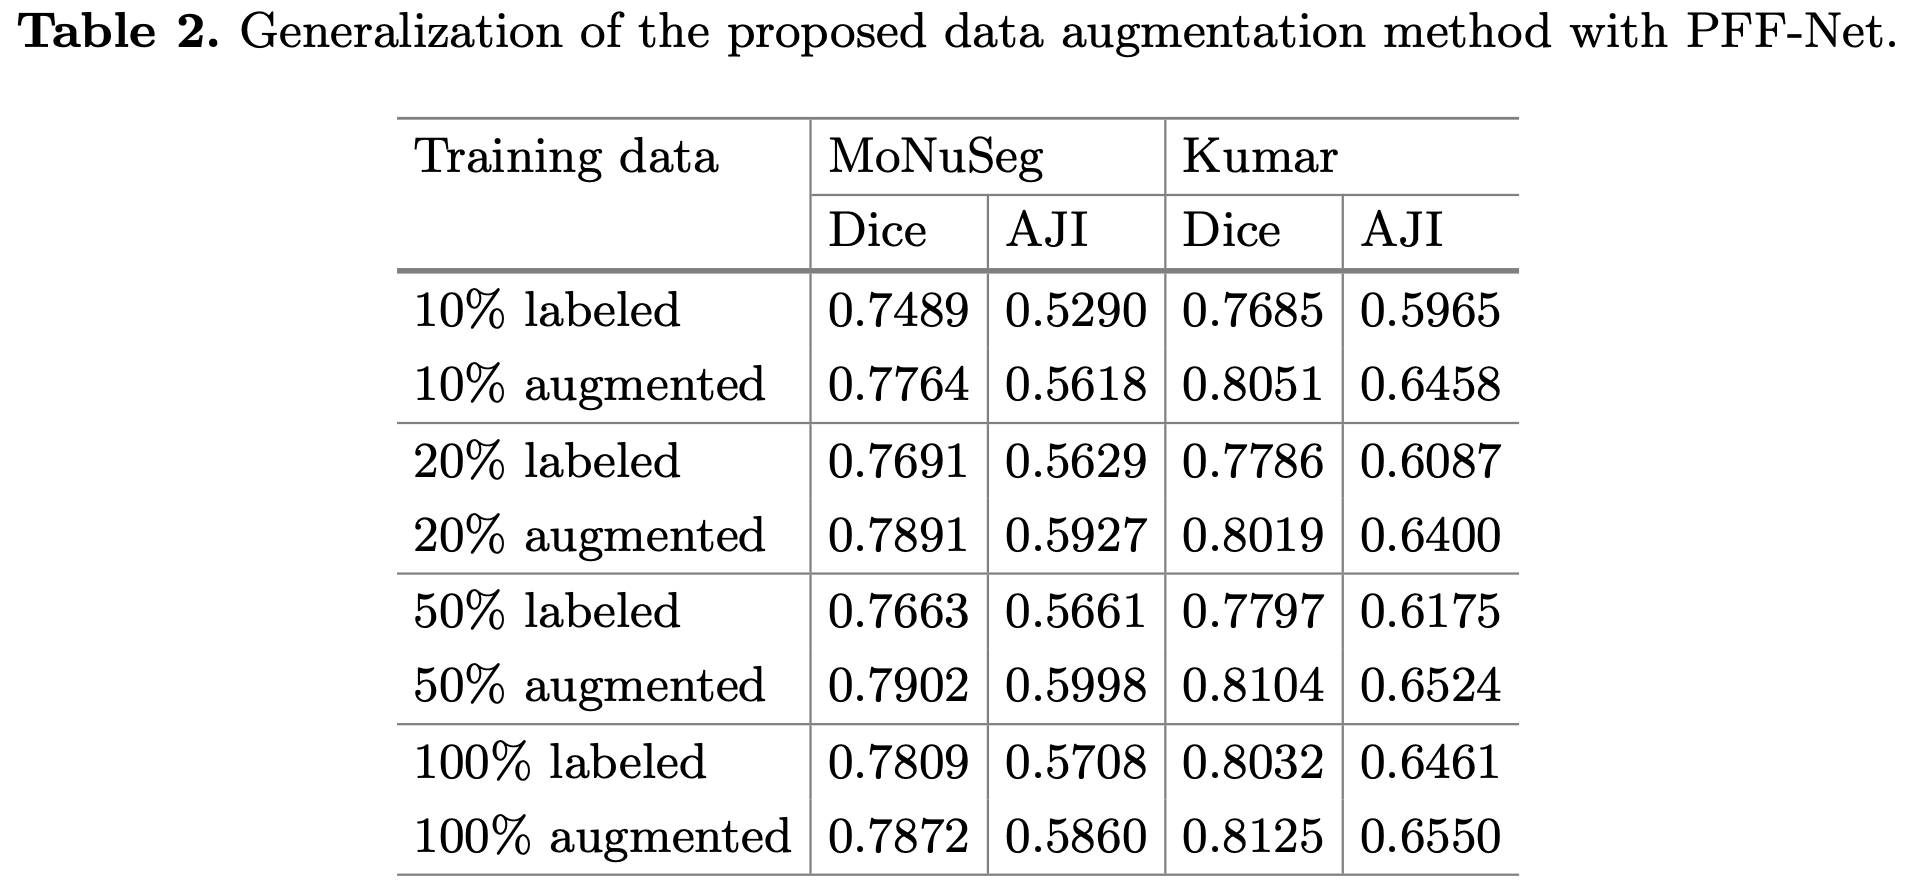 Table 2. Generalization of the proposed data augmentation method with PFF-Net.
Training data MoNuSeg Kumar
Dice AJI Dice AJI
10% labeled 0.7489 0.5290 0.7685 0.5965
10% augmented 0.7764 0.5618 0.8051 0.6458
20% labeled 0.7691 0.5629 0.7786 0.6087
20% augmented 0.7891 0.5927 0.8019 0.6400
50% labeled 0.7663 0.5661 0.7797 0.6175
50% augmented 0.7902 0.5998 0.8104 0.6524
100% labeled 0.7809 0.5708 0.8032 0.6461
100% augmented 0.7872 0.5860 0.8125 0.6550